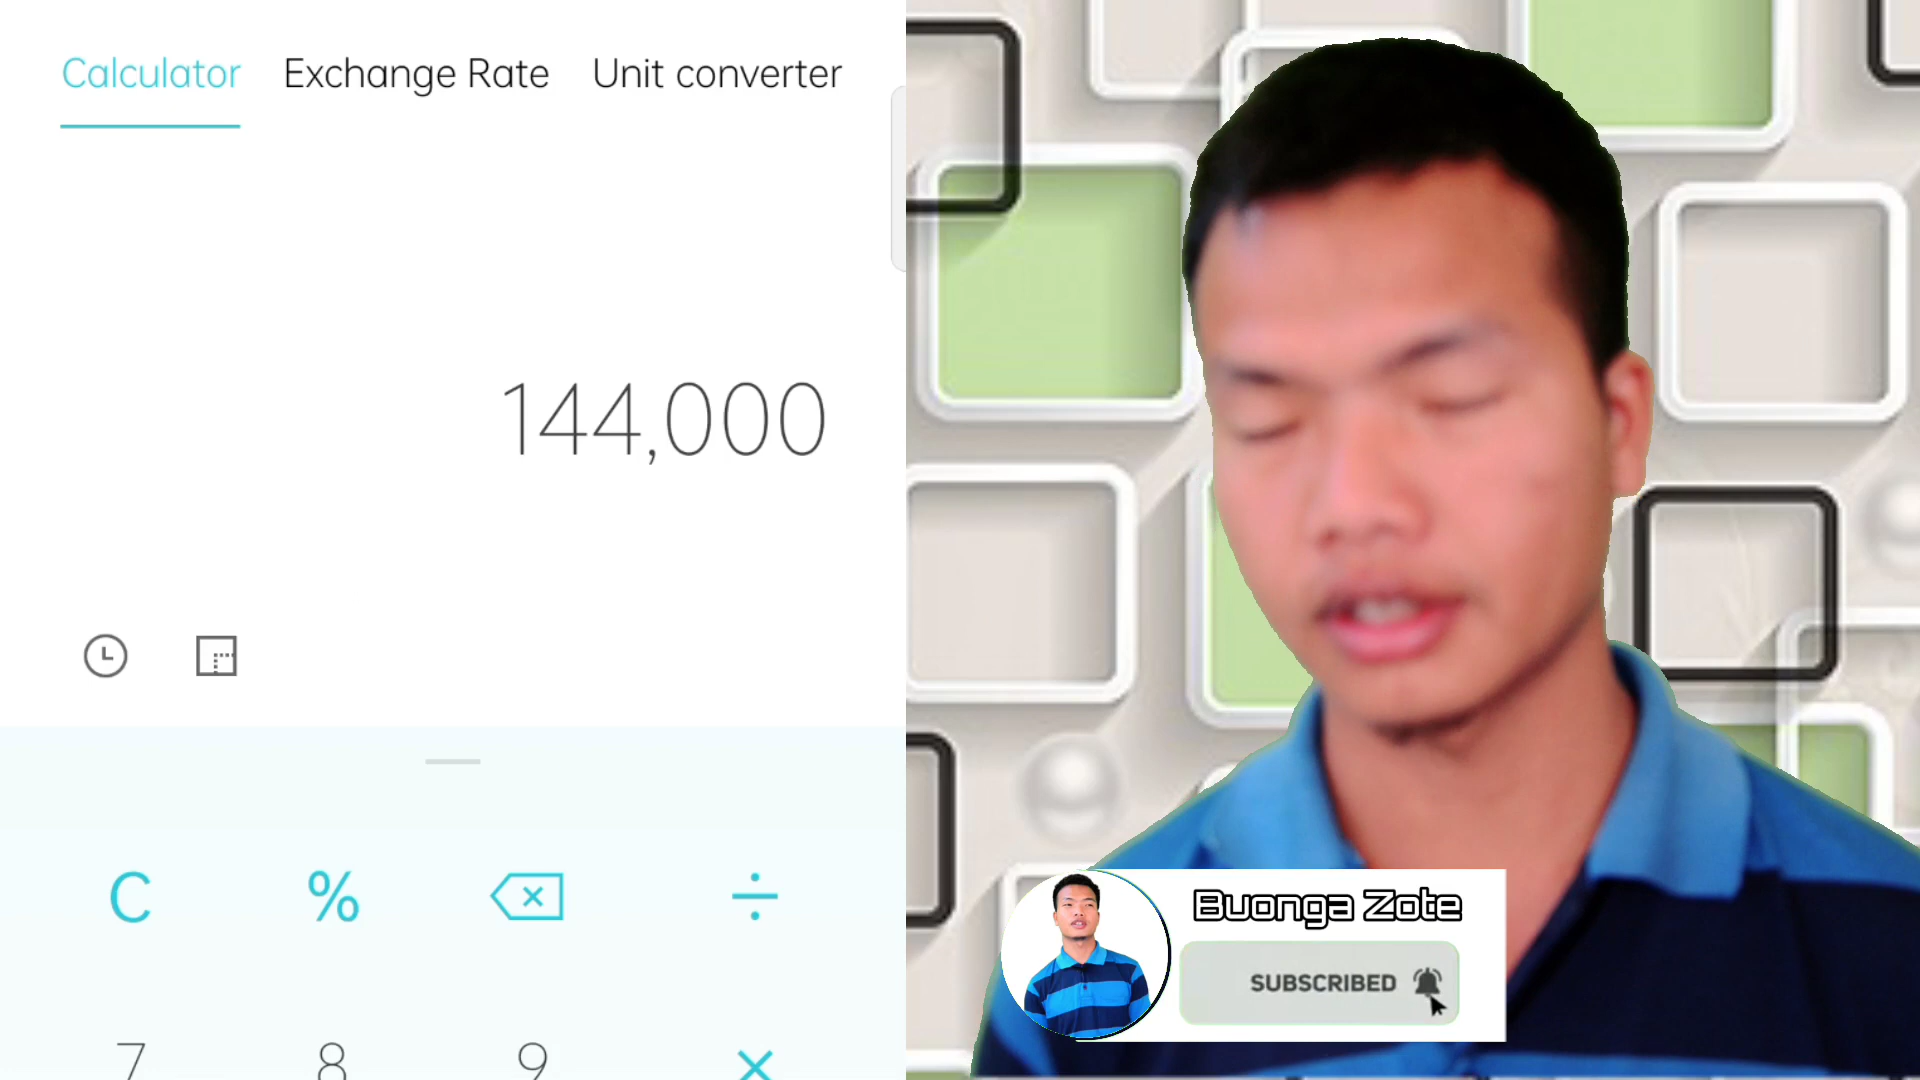 Calculator Exchange Rate Unit converter
144,000
C % ÷
7 8 9 ×
Buonga Zote
SUBSCRIBED